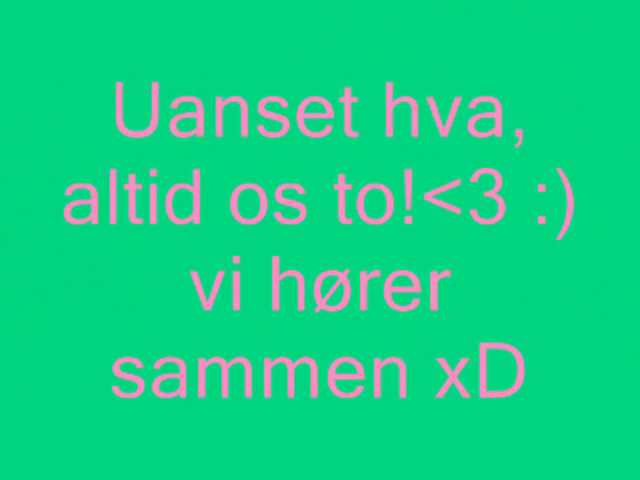 Uanset hva,
altid os to!<3 :)
vi hører
sammen xD